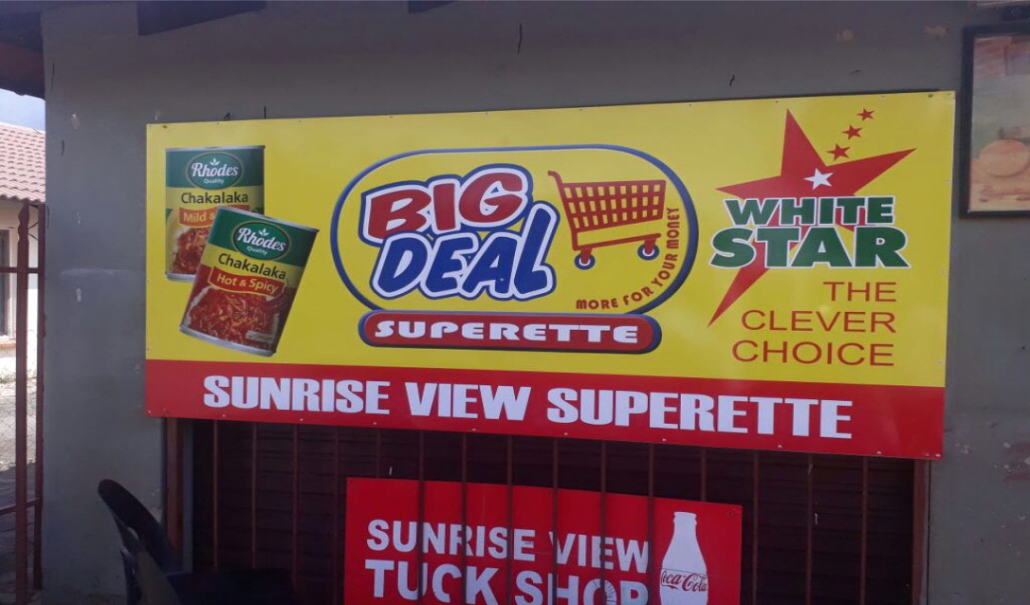 Rhodes
Quality
Chakalaka
Mild &
Rhodes
Quality
Chakalaka
Hot & Spicy
BIG
DEAL
MORE FOR YOUR MONEY
SUPERETTE
WHITE
STAR
THE
CLEVER
CHOICE
SUNRISE VIEW SUPERETTE
SUNRISE VIEW
TUCK SHOP
Coca-Cola